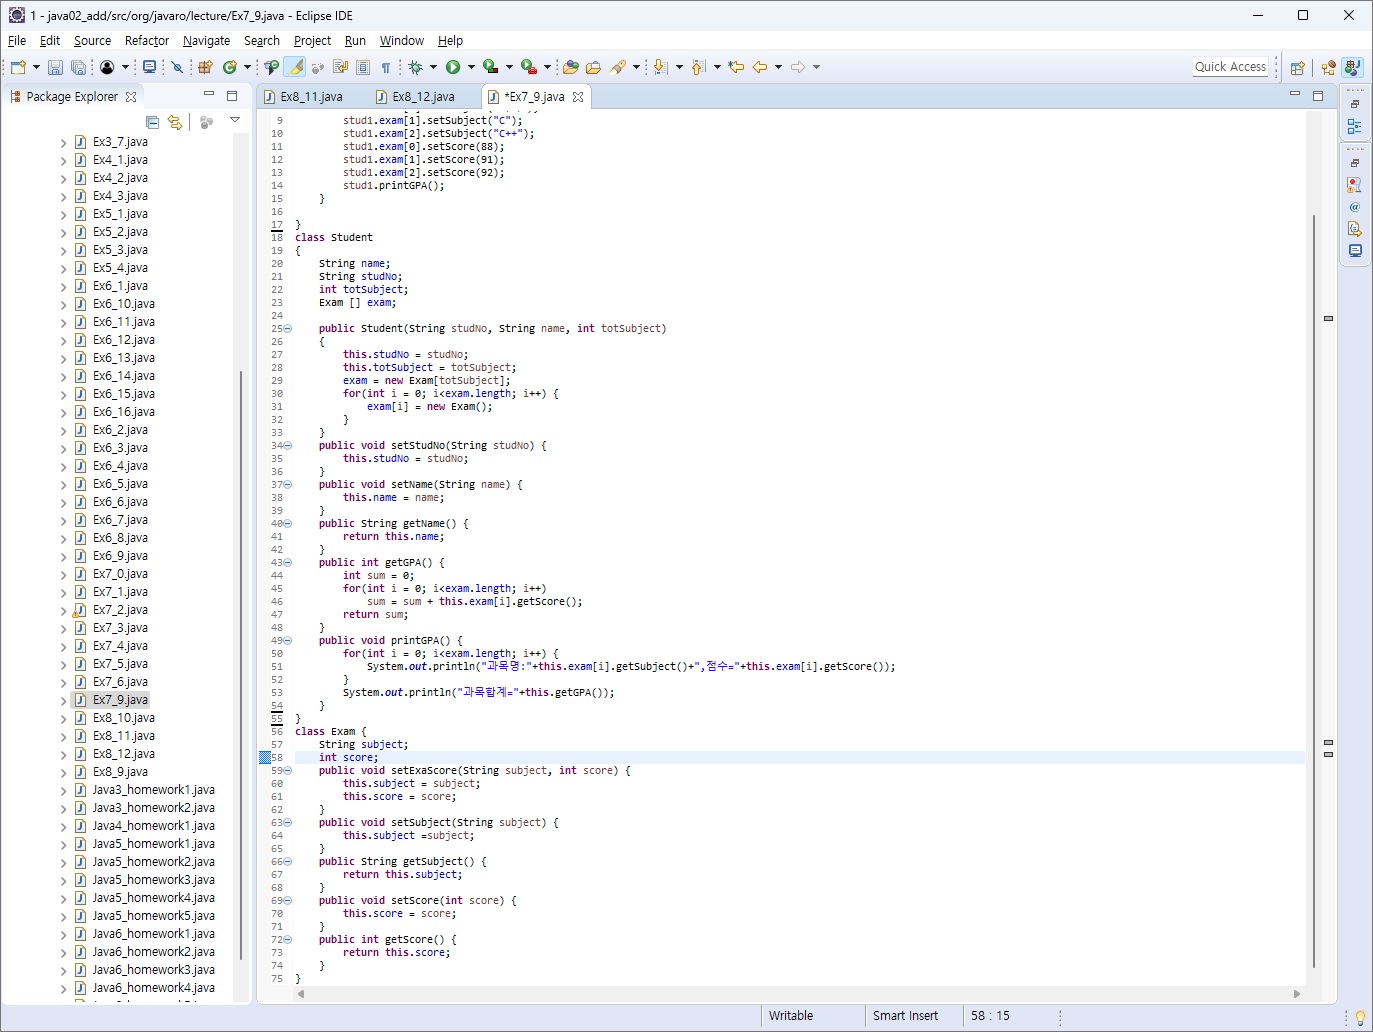 1 - java02_add/src/org/javaro/lecture/Ex7_9.java - Eclipse IDE
File Edit Source Refactor Navigate Search Project Run Window Help
Quick Access
Package Explorer
Ex3_7.java
Ex4_1.java
Ex4_2.java
Ex4_3.java
Ex5_1.java
Ex5_2.java
Ex5_3.java
Ex5_4.java
Ex6_1.java
Ex6_10.java
Ex6_11.java
Ex6_12.java
Ex6_13.java
Ex6_14.java
Ex6_15.java
Ex6_16.java
Ex6_2.java
Ex6_3.java
Ex6_4.java
Ex6_5.java
Ex6_6.java
Ex6_7.java
Ex6_8.java
Ex6_9.java
Ex7_0.java
Ex7_1.java
Ex7_2.java
Ex7_3.java
Ex7_4.java
Ex7_5.java
Ex7_6.java
Ex7_9.java
Ex8_10.java
Ex8_11.java
Ex8_12.java
Ex8_9.java
Java3_homework1.java
Java3_homework2.java
Java4_homework1.java
Java5_homework1.java
Java5_homework2.java
Java5_homework3.java
Java5_homework4.java
Java5_homework5.java
Java6_homework1.java
Java6_homework2.java
Java6_homework3.java
Java6_homework4.java
Ex8_11.java Ex8_12.java *Ex7_9.java
9 stud1.exam[1].setSubject("C");
10 stud1.exam[2].setSubject("C++");
11 stud1.exam[0].setScore(88);
12 stud1.exam[1].setScore(91);
13 stud1.exam[2].setScore(92);
14 stud1.printGPA();
15 }
16
17 }
18 class Student
19 {
20 String name;
21 String studNo;
22 int totSubject;
23 Exam [] exam;
24
25 public Student(String studNo, String name, int totSubject)
26 {
27 this.studNo = studNo;
28 this.totSubject = totSubject;
29 exam = new Exam[totSubject];
30 for(int i = 0; i<exam.length; i++) {
31 exam[i] = new Exam();
32 }
33 }
34 public void setStudNo(String studNo) {
35 this.studNo = studNo;
36 }
37 public void setName(String name) {
38 this.name = name;
39 }
40 public String getName() {
41 return this.name;
42 }
43 public int getGPA() {
44 int sum = 0;
45 for(int i = 0; i<exam.length; i++)
46 sum = sum + this.exam[i].getScore();
47 return sum;
48 }
49 public void printGPA() {
50 for(int i = 0; i<exam.length; i++) {
51 System.out.println("과목명:"+this.exam[i].getSubject()+",점수="+this.exam[i].getScore());
52 }
53 System.out.println("과목합계="+this.getGPA());
54 }
55 }
56 class Exam {
57 String subject;
58 int score;
59 public void setExaScore(String subject, int score) {
60 this.subject = subject;
61 this.score = score;
62 }
63 public void setSubject(String subject) {
64 this.subject =subject;
65 }
66 public String getSubject() {
67 return this.subject;
68 }
69 public void setScore(int score) {
70 this.score = score;
71 }
72 public int getScore() {
73 return this.score;
74 }
75 }
Writable Smart Insert 58 : 15